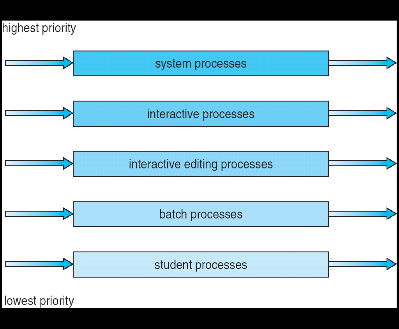 highest priority
system processes
interactive processes
interactive editing processes
batch processes
student processes
lowest priority